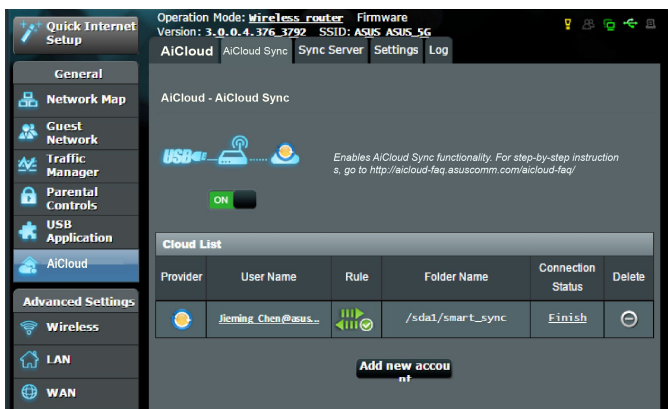 Quick Internet
Setup
General
Network Map
Guest
Network
Traffic
Manager
Parental
Controls
USB
Application
AiCloud
Advanced Settings
Wireless
LAN
WAN
Operation Mode: Wireless router Firmware
Version: 3.0.0.4.376_3792 SSID: ASUS ASUS_5G
AiCloud AiCloud Sync Sync Server Settings Log
AiCloud - AiCloud Sync
USB
Enables AiCloud Sync functionality. For step-by-step instruction
s, go to http://aicloud-faq.asuscomm.com/aicloud-faq/
ON
Cloud List
Provider User Name Rule Folder Name Connection Status Delete
Jieming_Chen@asus... /sda1/smart_sync Finish
Add new accou
nt